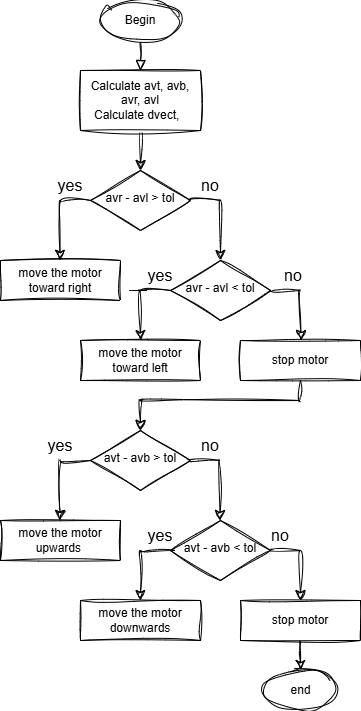 Begin
Calculate avt, avb,
avr, avl
Calculate dvect,
yes
avr - avl > tol
no
move the motor
toward right
yes
avr - avl < tol
no
move the motor
toward left
stop motor
yes
avt - avb > tol
no
move the motor
upwards
yes
avt - avb < tol
no
move the motor
downwards
stop motor
end